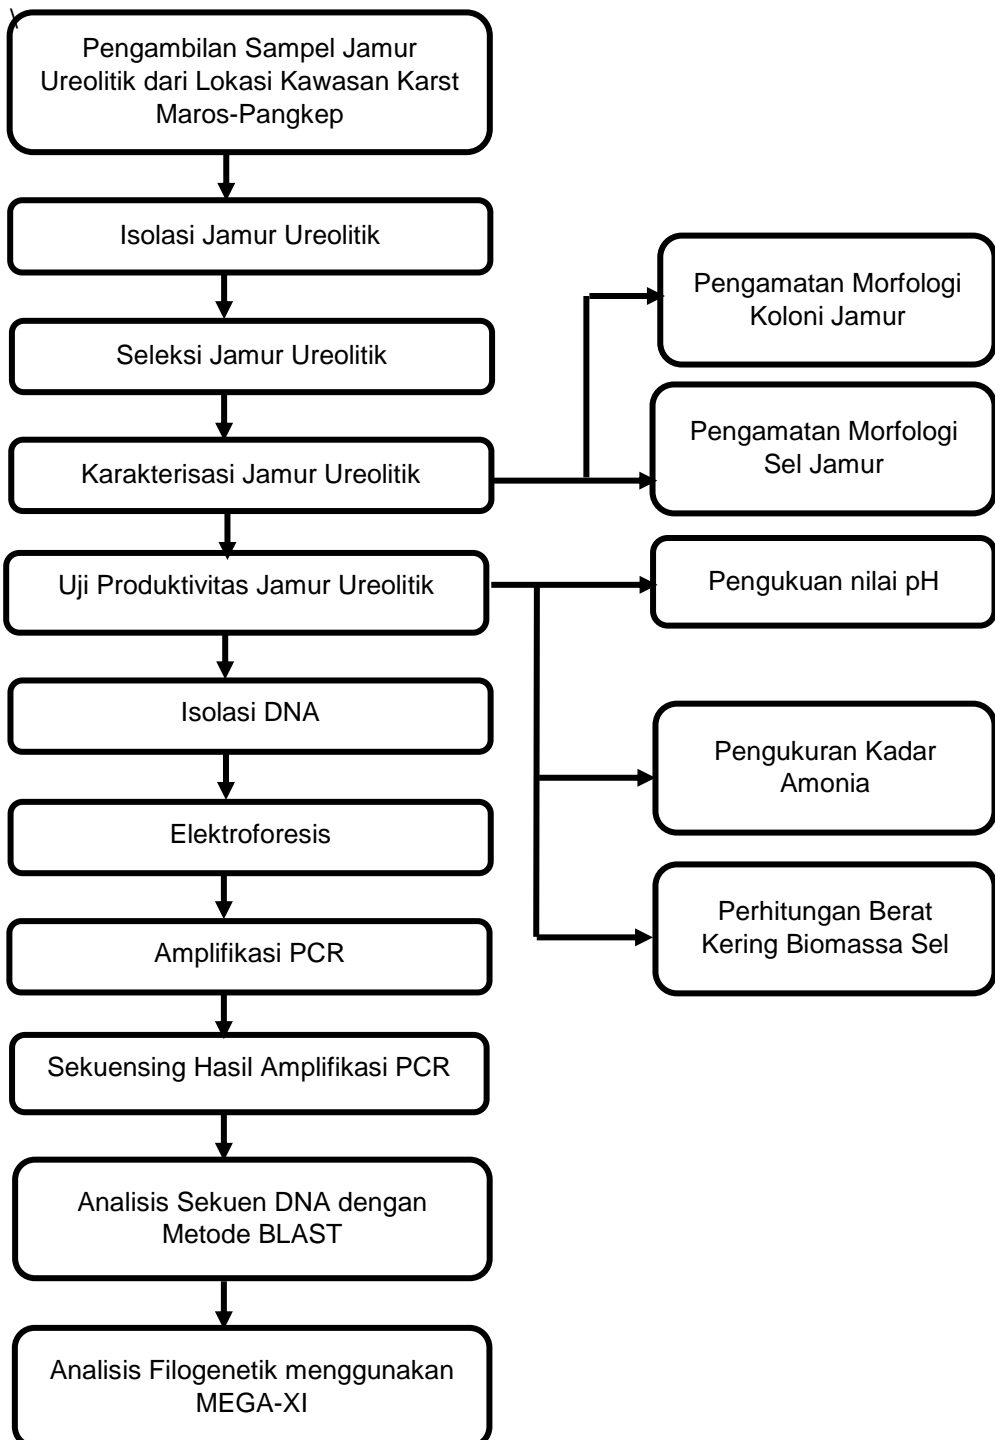 \
Pengambilan Sampel Jamur
Ureolitik dari Lokasi Kawasan Karst
Maros-Pangkep
Isolasi Jamur Ureolitik
Seleksi Jamur Ureolitik
Karakterisasi Jamur Ureolitik
Pengamatan Morfologi
Koloni Jamur
Pengamatan Morfologi
Sel Jamur
Uji Produktivitas Jamur Ureolitik
Pengukuan nilai pH
Pengukuran Kadar
Amonia
Perhitungan Berat
Kering Biomassa Sel
Isolasi DNA
Elektroforesis
Amplifikasi PCR
Sekuensing Hasil Amplifikasi PCR
Analisis Sekuen DNA dengan
Metode BLAST
Analisis Filogenetik menggunakan
MEGA-XI